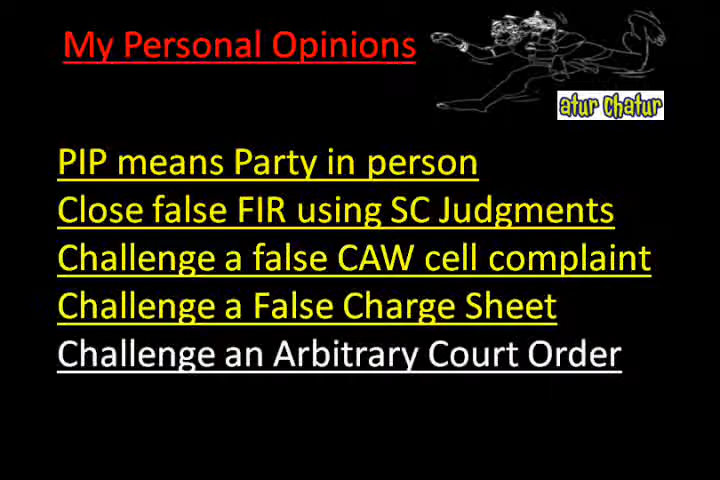 My Personal Opinions
atur chatur
PIP means Party in person
Close false FIR using SC Judgments
Challenge a false CAW cell complaint
Challenge a False Charge Sheet
Challenge an Arbitrary Court Order